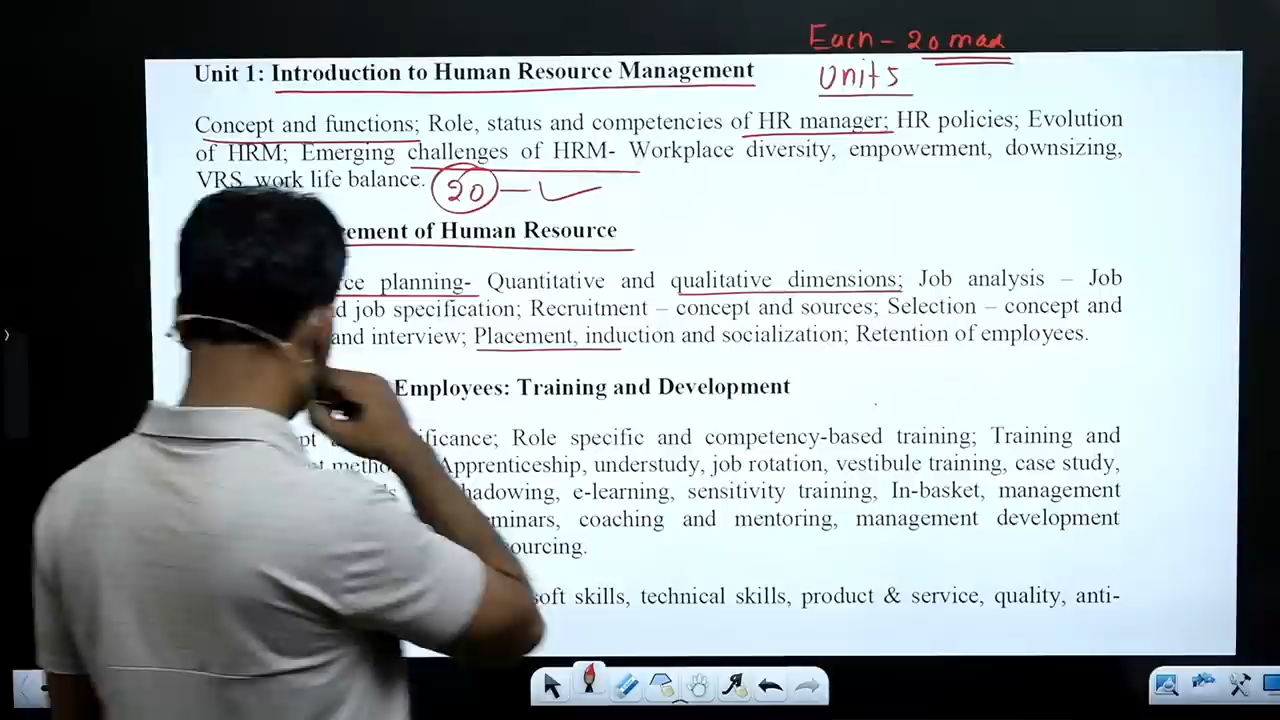 Each - 20 mad
Unit 1: Introduction to Human Resource Management
Unit 5
Concept and functions; Role, status and competencies of HR manager; HR policies; Evolution
of HRM; Emerging challenges of HRM- Workplace diversity, empowerment, downsizing,
VRS, work life balance.
20 - ✓
ement of Human Resource
rce planning- Quantitative and qualitative dimensions; Job analysis – Job
d job specification; Recruitment – concept and sources; Selection – concept and
and interview; Placement, induction and socialization; Retention of employees.
Employees: Training and Development
ificance; Role specific and competency-based training; Training and
metho Apprenticeship, understudy, job rotation, vestibule training, case study,
hadowing, e-learning, sensitivity training, In-basket, management
minars, coaching and mentoring, management development
ourcing.
soft skills, technical skills, product & service, quality, anti-